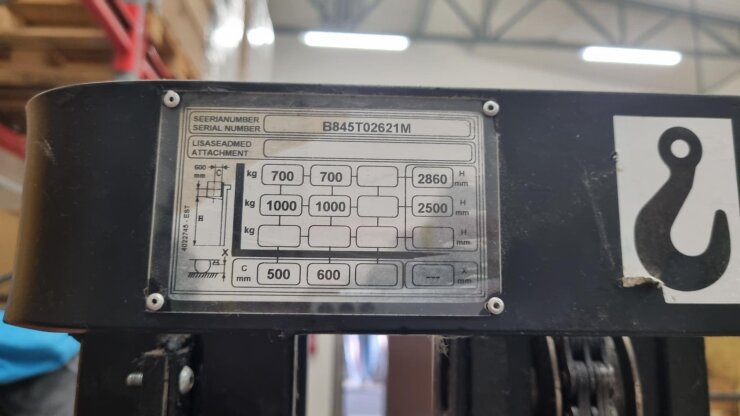 SEERIANUMBER
SERIAL NUMBER
B845T02621M
LISASEADMED
ATTACHMENT
600
mm
C
H
X
4022745 - EST
kg 700 700 2860 H
mm
kg 1000 1000 2500 H
mm
kg H
mm
C
mm 500 600 --- X
mm